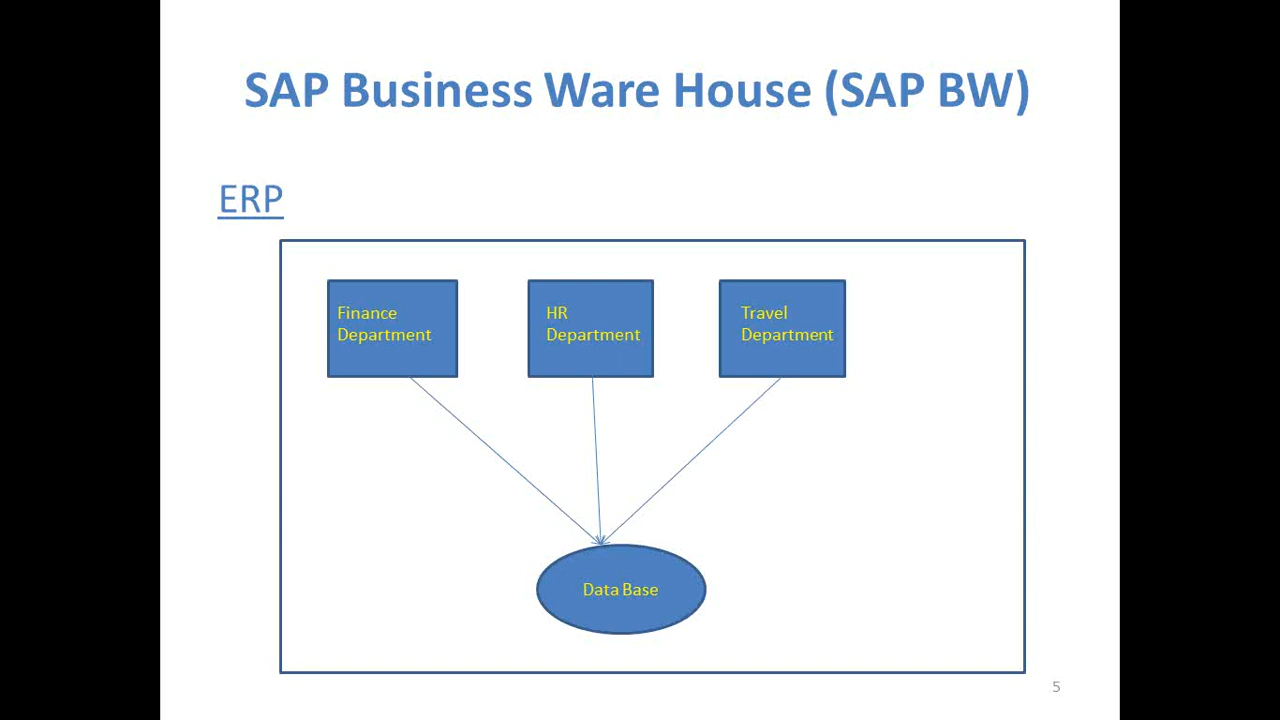 SAP Business Ware House (SAP BW)
ERP
Finance
Department
HR
Department
Travel
Department
Data Base
5